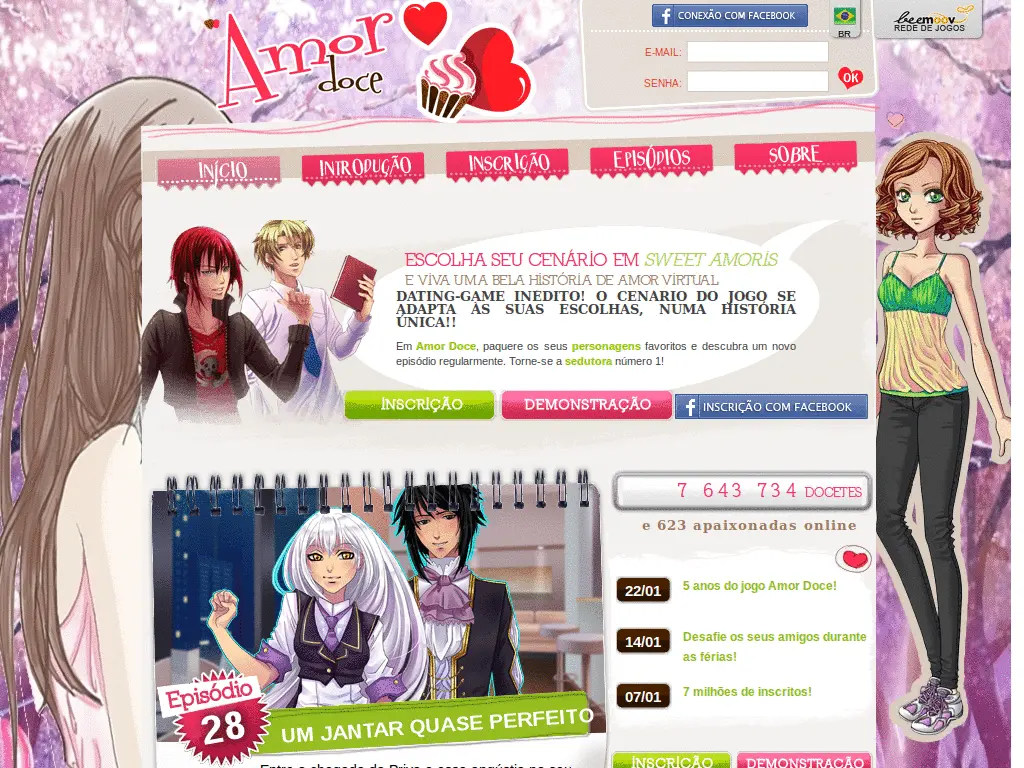 Amor
doce
CONEXÃO COM FACEBOOK
BR
beemoov
REDE DE JOGOS
E-MAIL:
SENHA:
OK
INÍCIO
INTRODUÇÃO
INSCRIÇÃO
EPISÓDIOS
SOBRE
ESCOLHA SEU CENÁRIO EM SWEET AMORIS
E VIVA UMA BELA HISTÓRIA DE AMOR VIRTUAL
DATING-GAME INEDITO! O CENARIO DO JOGO SE
ADAPTA ÀS SUAS ESCOLHAS, NUMA HISTÓRIA
ÚNICA!!
Em Amor Doce, paquere os seus personagens favoritos e descubra um novo
episódio regularmente. Torne-se a sedutora número 1!
INSCRIÇÃO
DEMONSTRAÇÃO
INSCRIÇÃO COM FACEBOOK
7 643 734 DOCETES
e 623 apaixonadas online
22/01
5 anos do jogo Amor Doce!
14/01
Desafie os seus amigos durante
as férias!
07/01
7 milhões de inscritos!
Episódio
28
UM JANTAR QUASE PERFEITO
INSCRIÇÃO
DEMONSTRAÇÃO